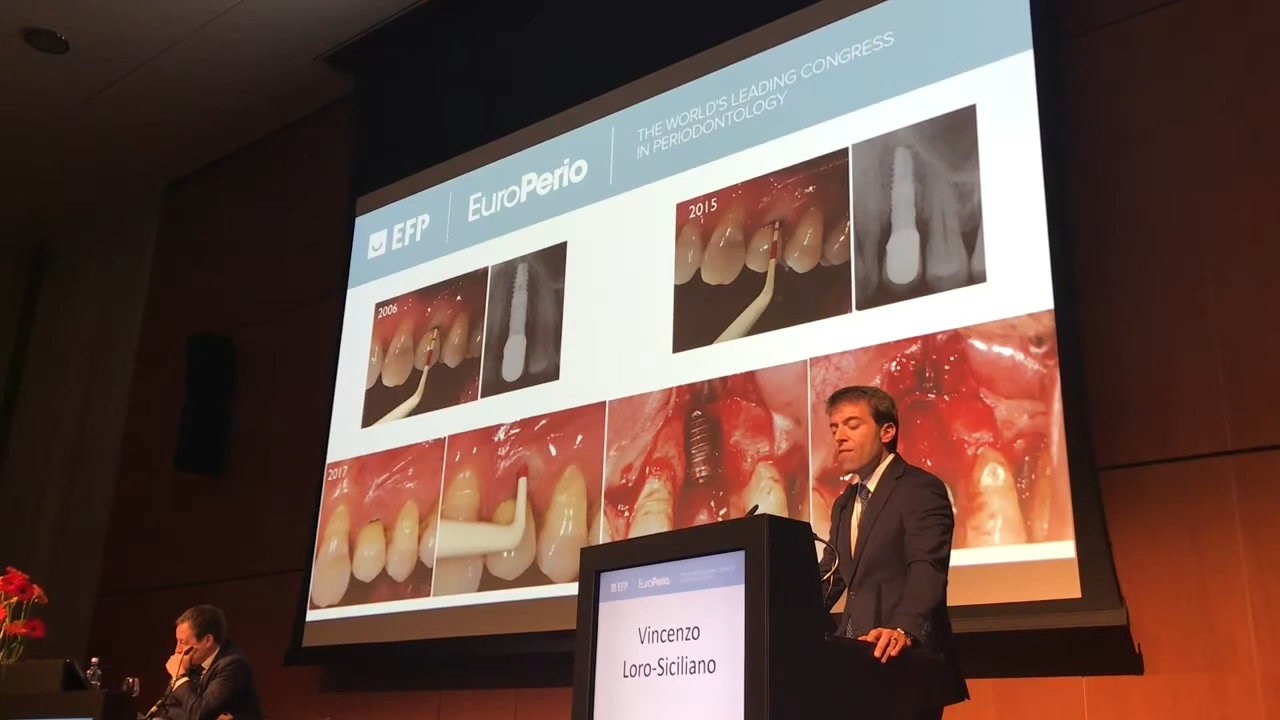 EFP
EuroPerio
THE WORLD'S LEADING CONGRESS
IN PERIODONTOLOGY
2006
2015
2017
EFP
EuroPerio
Vincenzo
Loro-Siciliano